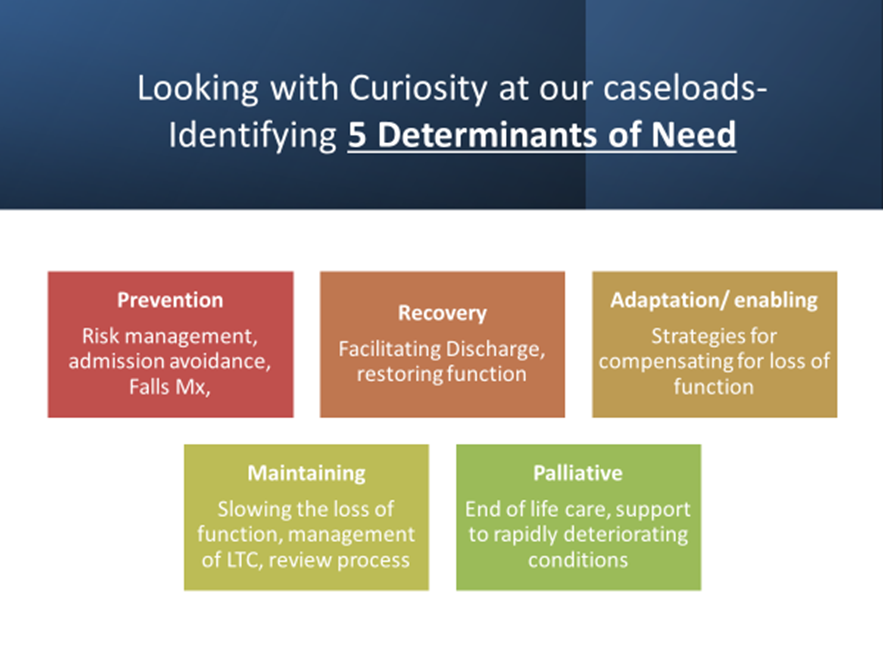 Looking with Curiosity at our caseloads-
Identifying 5 Determinants of Need
Prevention
Risk management,
admission avoidance,
Falls Mx,
Recovery
Facilitating Discharge,
restoring function
Adaptation/ enabling
Strategies for
compensating for loss of
function
Maintaining
Slowing the loss of
function, management
of LTC, review process
Palliative
End of life care, support
to rapidly deteriorating
conditions